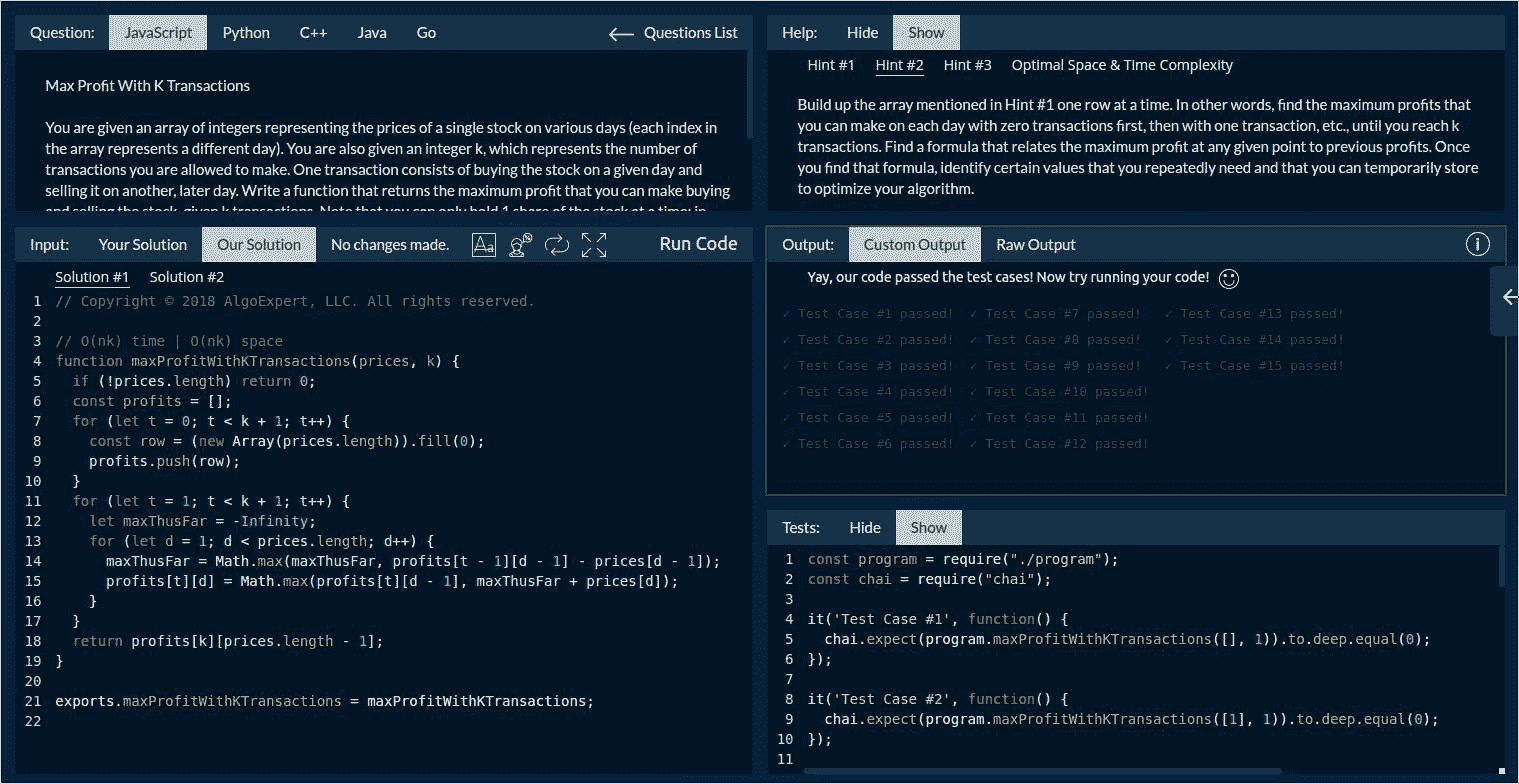 Question: JavaScript Python C++ Java Go ← Questions List
Max Profit With K Transactions
You are given an array of integers representing the prices of a single stock on various days (each index in
the array represents a different day). You are also given an integer k, which represents the number of
transactions you are allowed to make. One transaction consists of buying the stock on a given day and
selling it on another, later day. Write a function that returns the maximum profit that you can make buying
and selling the stock, given k transactions. Note that you can only hold 1 share of the stock at a time; in
Help: Hide Show
Hint #1 Hint #2 Hint #3 Optimal Space & Time Complexity
Build up the array mentioned in Hint #1 one row at a time. In other words, find the maximum profits that
you can make on each day with zero transactions first, then with one transaction, etc., until you reach k
transactions. Find a formula that relates the maximum profit at any given point to previous profits. Once
you find that formula, identify certain values that you repeatedly need and that you can temporarily store
to optimize your algorithm.
Input: Your Solution Our Solution No changes made. Aa Run Code
Solution #1 Solution #2
1 // Copyright © 2018 AlgoExpert, LLC. All rights reserved.
2
3 // O(nk) time | O(nk) space
4 function maxProfitWithKTransactions(prices, k) {
5   if (!prices.length) return 0;
6   const profits = [];
7   for (let t = 0; t < k + 1; t++) {
8     const row = (new Array(prices.length)).fill(0);
9     profits.push(row);
10   }
11   for (let t = 1; t < k + 1; t++) {
12     let maxThusFar = -Infinity;
13     for (let d = 1; d < prices.length; d++) {
14       maxThusFar = Math.max(maxThusFar, profits[t - 1][d - 1] - prices[d - 1]);
15       profits[t][d] = Math.max(profits[t][d - 1], maxThusFar + prices[d]);
16     }
17   }
18   return profits[k][prices.length - 1];
19 }
20
21 exports.maxProfitWithKTransactions = maxProfitWithKTransactions;
22
Output: Custom Output Raw Output i
Yay, our code passed the test cases! Now try running your code!
✓ Test Case #1 passed! ✓ Test Case #7 passed! ✓ Test Case #13 passed!
✓ Test Case #2 passed! ✓ Test Case #8 passed! ✓ Test Case #14 passed!
✓ Test Case #3 passed! ✓ Test Case #9 passed! ✓ Test Case #15 passed!
✓ Test Case #4 passed! ✓ Test Case #10 passed!
✓ Test Case #5 passed! ✓ Test Case #11 passed!
✓ Test Case #6 passed! ✓ Test Case #12 passed!
Tests: Hide Show
1 const program = require("./program");
2 const chai = require("chai");
3
4 it('Test Case #1', function() {
5   chai.expect(program.maxProfitWithKTransactions([], 1)).to.deep.equal(0);
6 });
7
8 it('Test Case #2', function() {
9   chai.expect(program.maxProfitWithKTransactions([1], 1)).to.deep.equal(0);
10 });
11